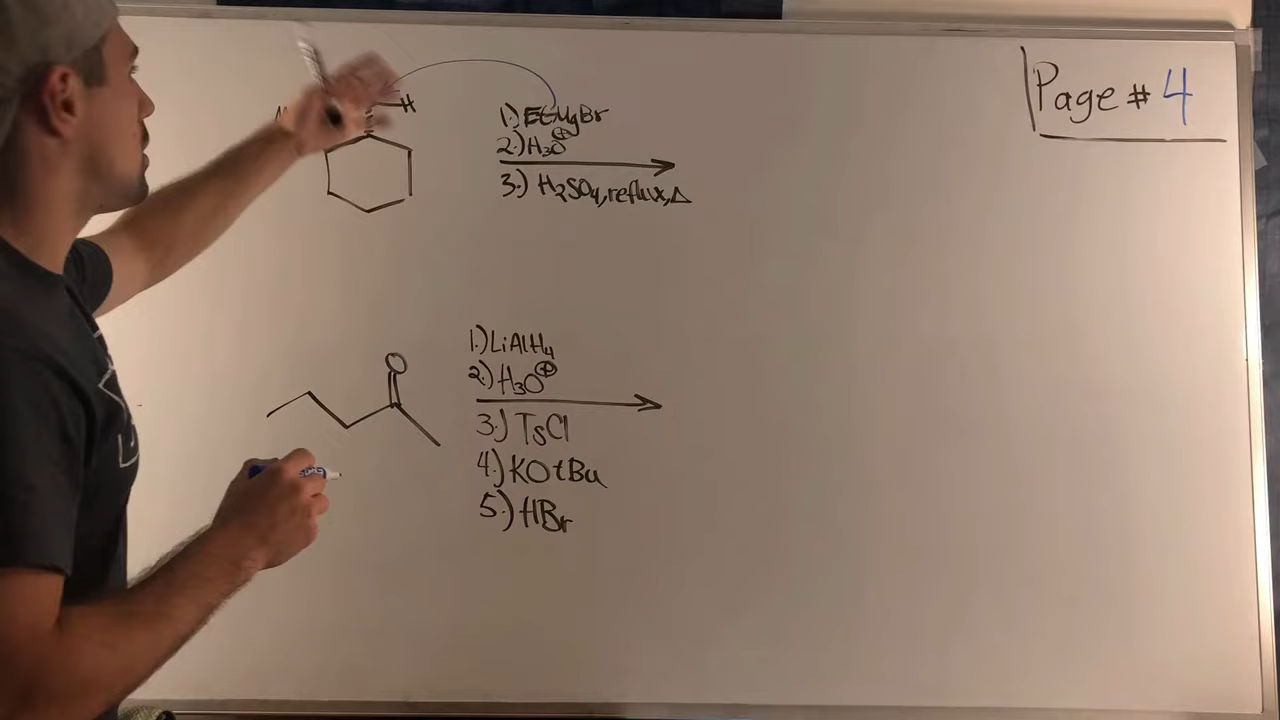 Page # 4
H
1.) EtMgBr
2.) H₃O⊕
3.) H₂SO₄, reflux, Δ
O
1.) LiAlH₄
2.) H₃O⊕
3.) TsCl
4.) KOtBu
5.) HBr